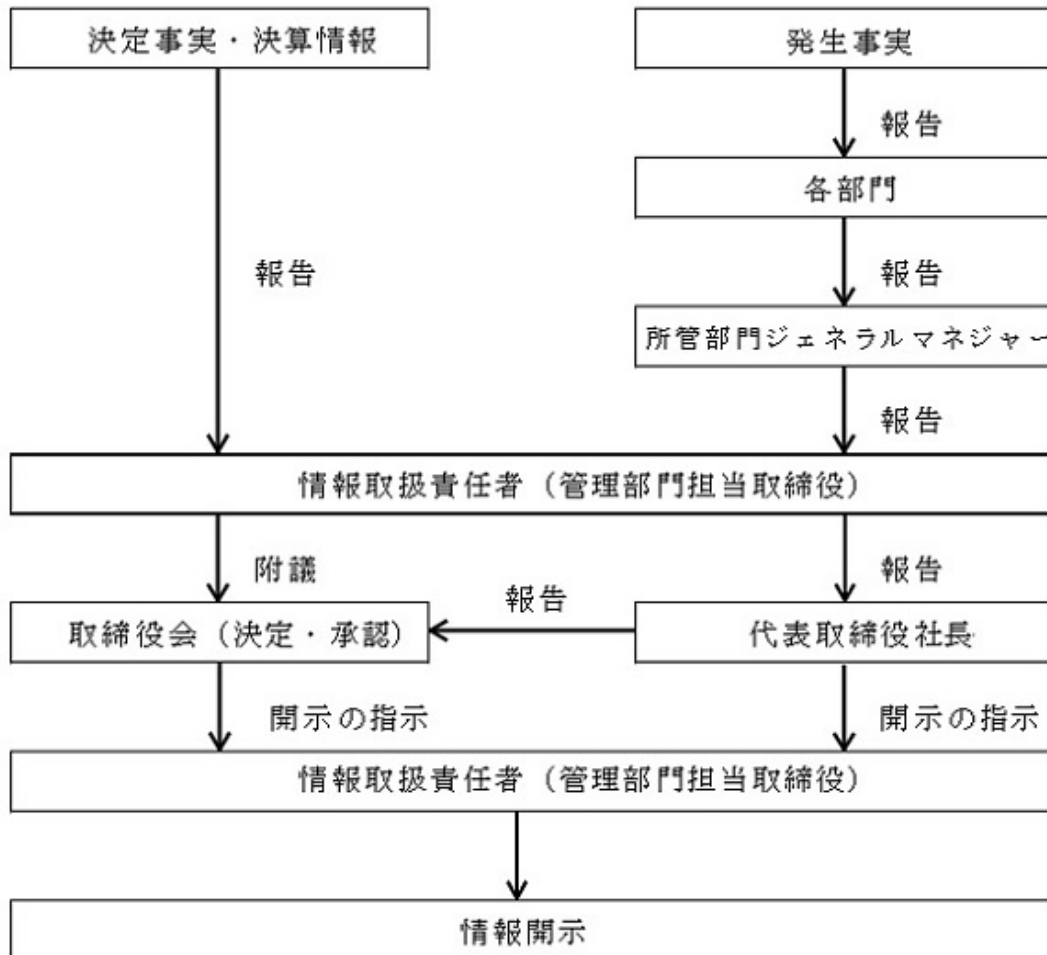 決定事実・決算情報
発生事実
報告
各部門
報告
報告
所管部門ジェネラルマネジャー
報告
情報取扱責任者（管理部門担当取締役）
附議
報告
報告
取締役会（決定・承認）
代表取締役社長
開示の指示
開示の指示
情報取扱責任者（管理部門担当取締役）
情報開示